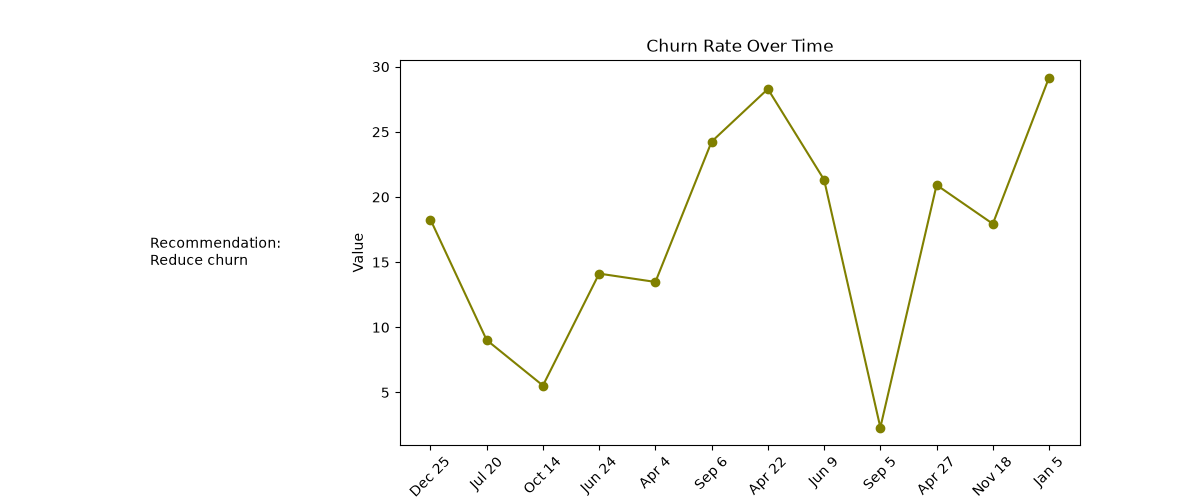 Churn Rate Over Time
Recommendation:
Reduce churn
Value
30
25
20
15
10
5
Dec 25
Jul 20
Oct 14
Jun 24
Apr 4
Sep 6
Apr 22
Jun 9
Sep 5
Apr 27
Nov 18
Jan 5